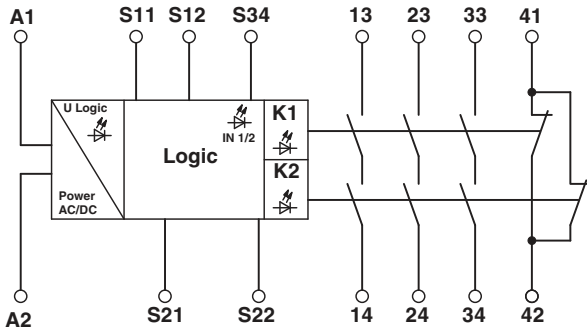 A1 S11 S12 S34 13 23 33 41
U Logic
IN 1/2
K1
Logic
K2
Power
AC/DC
A2 S21 S22 14 24 34 42